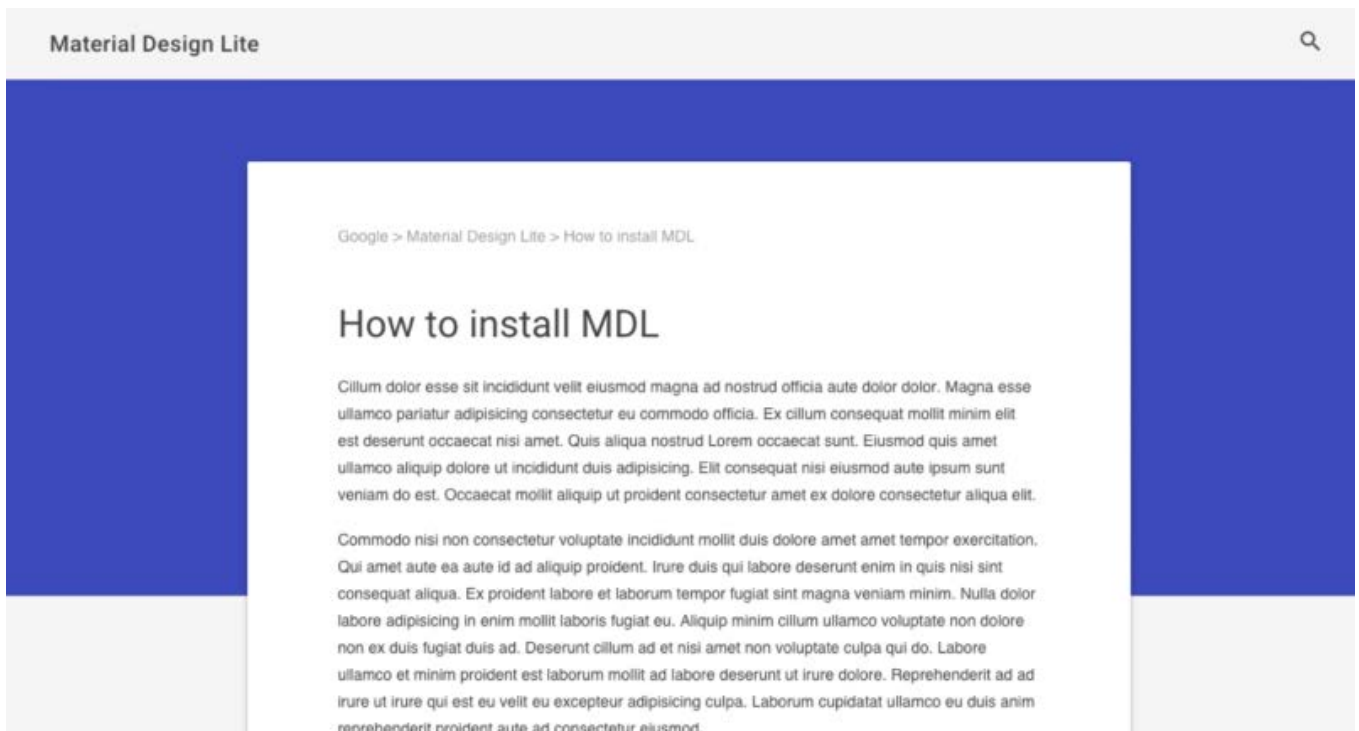 Material Design Lite
Google > Material Design Lite > How to install MDL
How to install MDL
Cillum dolor esse sit incididunt velit eiusmod magna ad nostrud officia aute dolor dolor. Magna esse
ullamco pariatur adipisicing consectetur eu commodo officia. Ex cillum consequat mollit minim elit
est deserunt occaecat nisi amet. Quis aliqua nostrud Lorem occaecat sunt. Eiusmod quis amet
ullamco aliquip dolore ut incididunt duis adipisicing. Elit consequat nisi eiusmod aute ipsum sunt
veniam do est. Occaecat mollit aliquip ut proident consectetur amet ex dolore consectetur aliqua elit.
Commodo nisi non consectetur voluptate incididunt mollit duis dolore amet amet tempor exercitation.
Qui amet aute ea aute id ad aliquip proident. Irure duis qui labore deserunt enim in quis nisi sint
consequat aliqua. Ex proident labore et laborum tempor fugiat sint magna veniam minim. Nulla dolor
labore adipisicing in enim mollit laboris fugiat eu. Aliquip minim cillum ullamco voluptate non dolore
non ex duis fugiat duis ad. Deserunt cillum ad et nisi amet non voluptate culpa qui do. Labore
ullamco et minim proident est laborum mollit ad labore deserunt ut irure dolore. Reprehenderit ad ad
irure ut irure qui est eu velit eu excepteur adipisicing culpa. Laborum cupidatat ullamco eu duis anim
reprehenderit proident aute ad consectetur eiusmod.